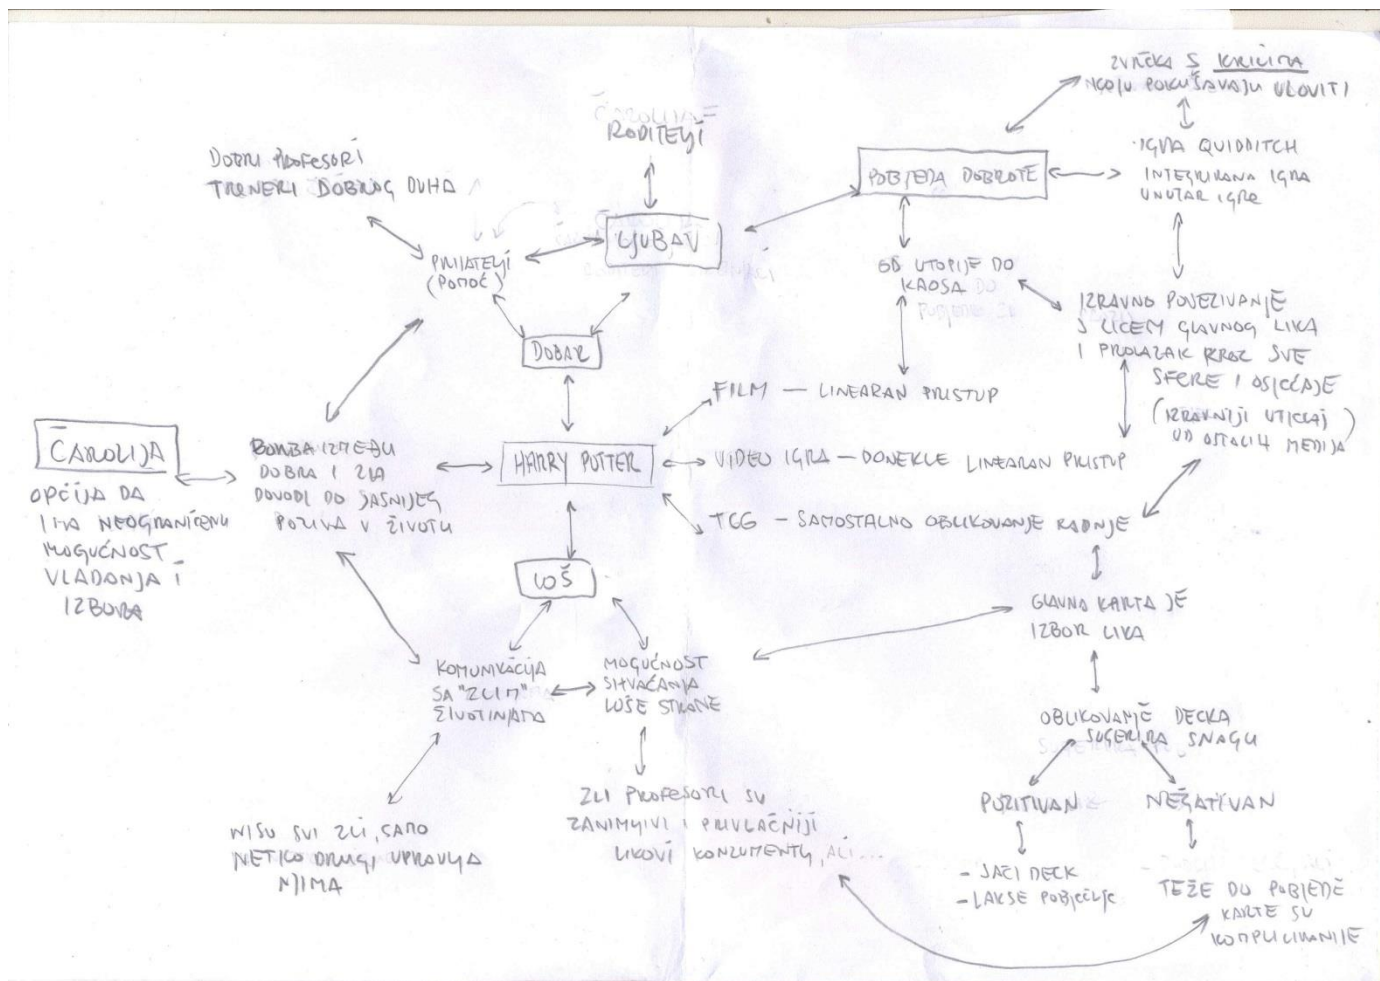 ZVRČKA S KRILIMA
KOJU POKUŠAVAJU ULOVITI
RODITELJI
DOBRI PROFESORI
TRENERI DOBROG DUHA
POBJEDA DOBROTE
IGRA QUIDDITCH
INTEGRIRANA IGRA
UNUTAR IGRE
LJUBAV
PRIJATELJI
(POMOĆ)
OD UTOPIJE DO
KAOSA
IZRAVNO POVEZIVANJE
S LICEM GLAVNOG LIKA
I PROLAZAK KROZ SVE
SFERE I OSJEĆAJE
(IZRAVNIJI UTJECAJ
OD OSTALIH MEDIJA)
DOBAR
FILM — LINEARAN PRISTUP
ČAROLIJA
OPCIJA DA
IMA NEOGRANIČENU
MOGUĆNOST
VLADANJA I
IZBORA
BORBA IZMEĐU
DOBRA I ZLA
DOVODI DO JASNIJEG
POZIVA U ŽIVOTU
HARRY POTTER
VIDEO IGRA — DONEKLE LINEARAN PRISTUP
TCG — SAMOSTALNO OBLIKOVANJE RADNJE
LOŠ
GLAVNA KARTA JE
IZBOR LIKA
KOMUNIKACIJA
SA "ZLIM"
ŽIVOTINJAMA
MOGUĆNOST
SHVAĆANJA
LOŠE STRANE
OBLIKOVANJE DECKA
SUGERIRA SNAGU
POZITIVAN
NEGATIVAN
NISU SVI ZLI, SAMO
NETKO DRUGI UPRAVLJA
NJIMA
ZLI PROFESORI SU
ZANIMLJIVI I PRIVLAČNIJI
LIKOVI KONZUMENTU, ALI...
- JAČI DECK
- LAKŠE POBJEĐUJE
TEŽE DO POBJEDE
KARTE SU
KOMPLICIRANIJE